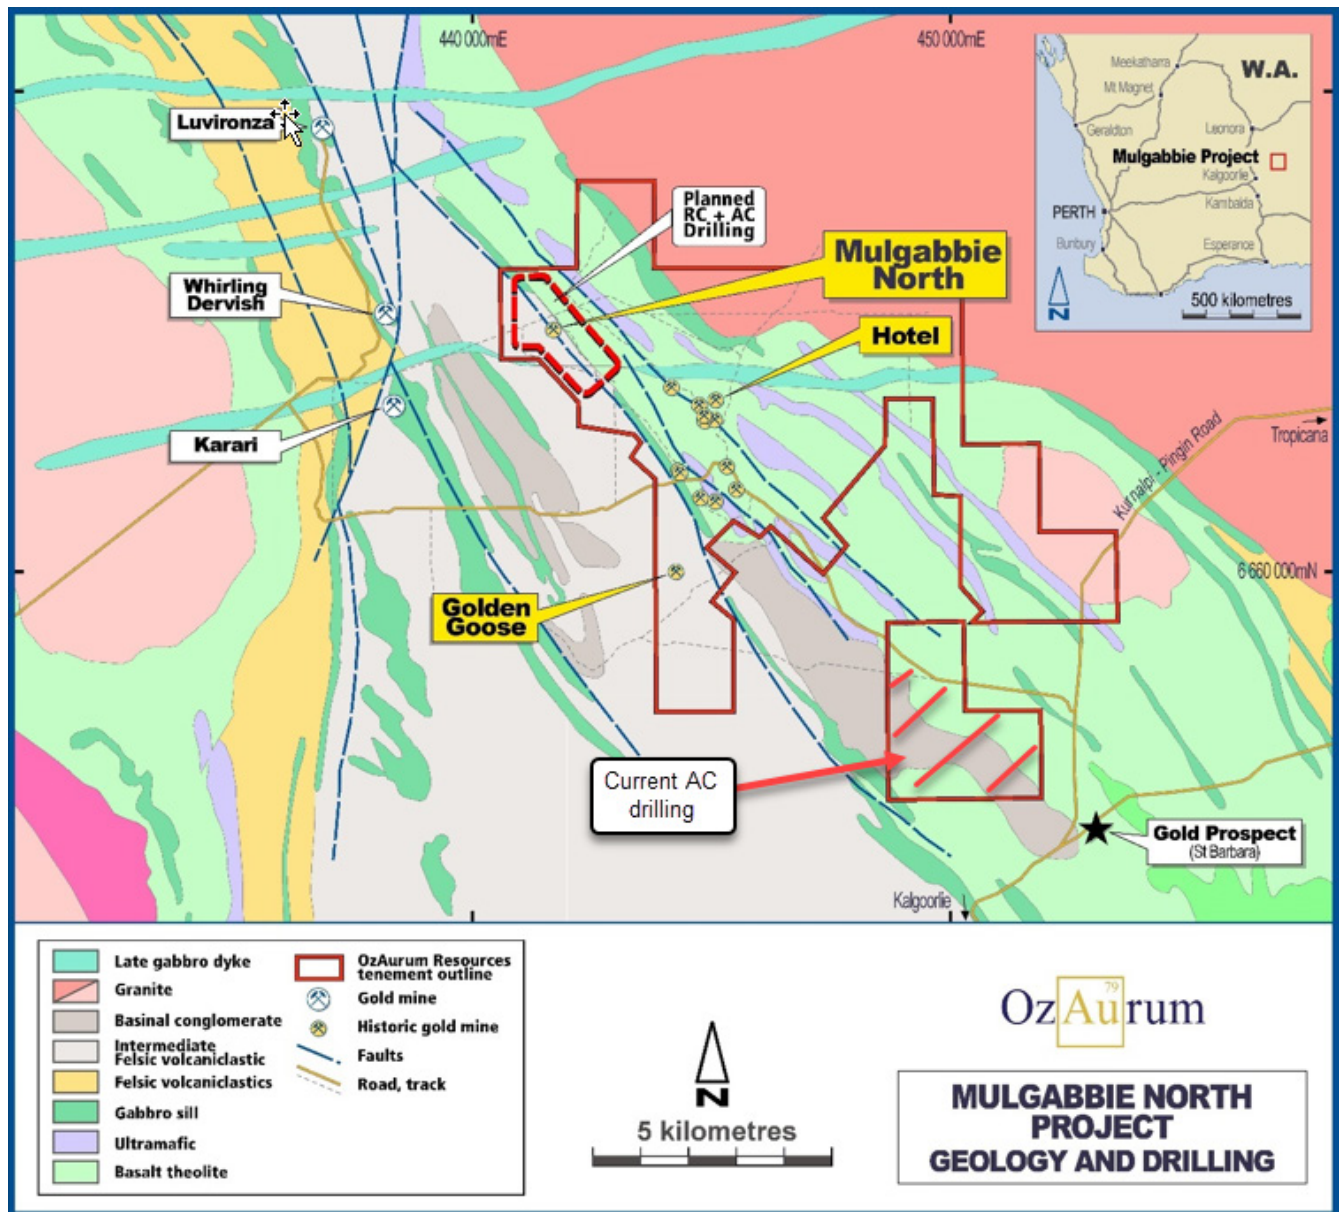 440 000mE
450 000mE
W.A.
Meekatharra
Mt Magnet
Geraldton
Leonora
Mulgabbie Project
Kalgoorlie
Kambalda
PERTH
Bunbury
Esperance
N
500 kilometres
Luvironza
Planned
RC + AC
Drilling
Mulgabbie
North
Whirling
Dervish
Hotel
Karari
Tropicana
Kurnalpi - Pingin Road
6 660 000mN
Golden
Goose
Current AC
drilling
Gold Prospect
(St Barbara)
Kalgoorlie
Late gabbro dyke
Granite
Basinal conglomerate
Intermediate
Felsic volcaniclastic
Felsic volcaniclastics
Gabbro sill
Ultramafic
Basalt theolite
OzAurum Resources
tenement outline
Gold mine
Historic gold mine
Faults
Road, track
N
5 kilometres
79
OzAurum
MULGABBIE NORTH
PROJECT
GEOLOGY AND DRILLING